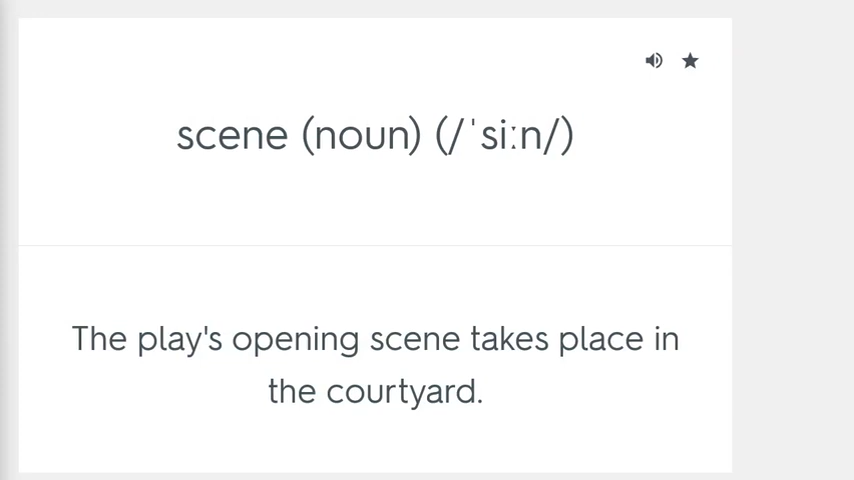 scene (noun) (/ˈsiːn/)
The play's opening scene takes place in
the courtyard.